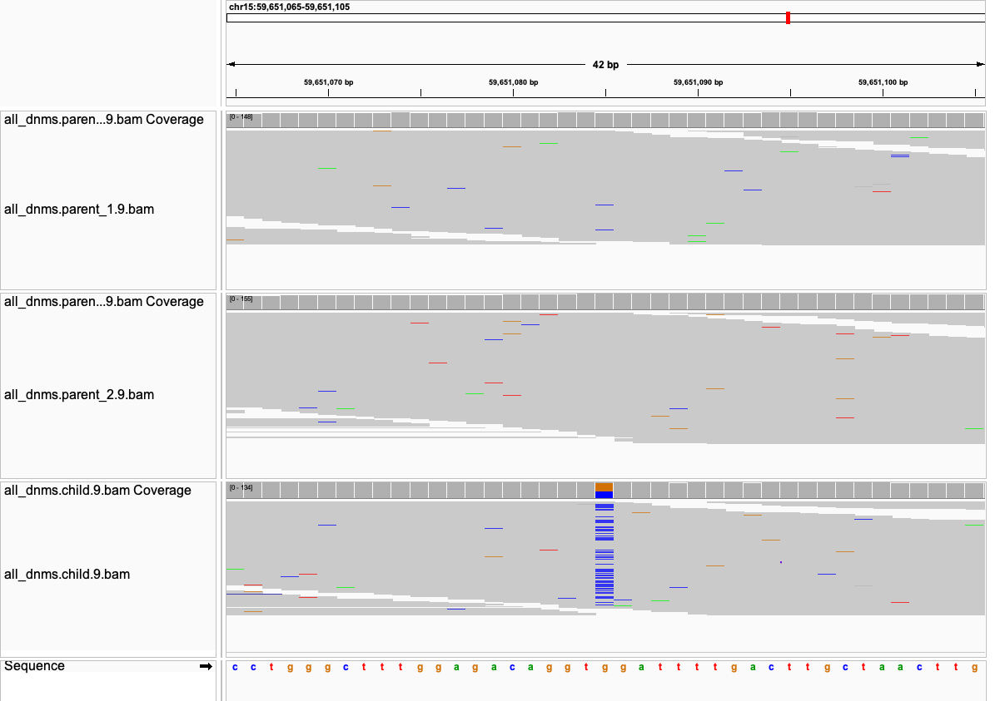 chr15:59,651,065-59,651,105
42 bp
59,651,070 bp 59,651,080 bp 59,651,090 bp 59,651,100 bp
all_dnms.paren...9.bam Coverage
[0 - 148]
all_dnms.parent_1.9.bam
all_dnms.paren...9.bam Coverage
[0 - 155]
all_dnms.parent_2.9.bam
all_dnms.child.9.bam Coverage
[0 - 134]
all_dnms.child.9.bam
Sequence c c t g g g c t t t g g a g a c a g g t g g a t t t t g a c t t g c t a a c t t g